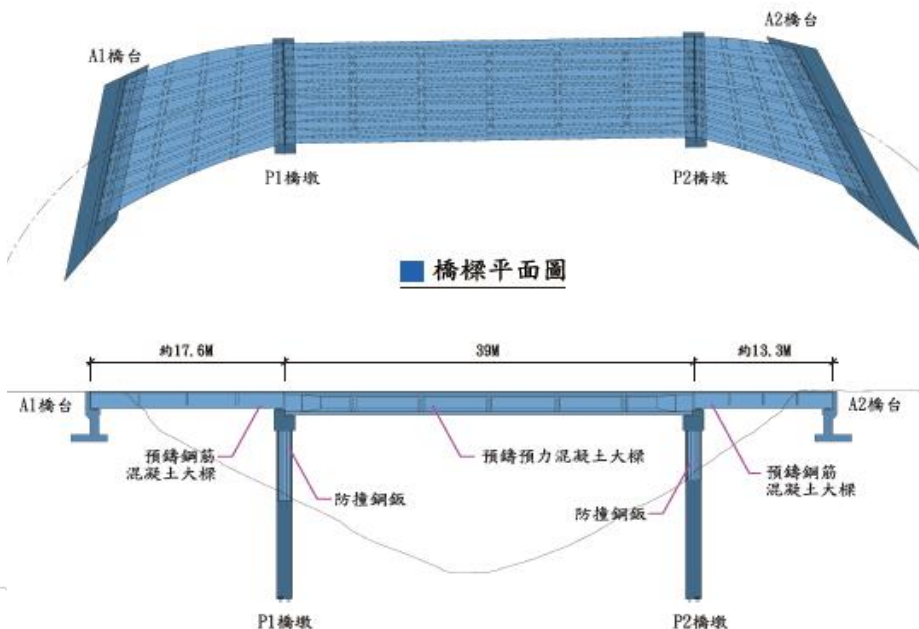 A2橋台
A1橋台
P1橋墩
P2橋墩
橋樑平面圖
約17.6M
39M
約13.3M
A1橋台
A2橋台
預鑄鋼筋
混凝土大樑
預鑄預力混凝土大樑
預鑄鋼筋
混凝土大樑
防撞鋼鈑
防撞鋼鈑
P1橋墩
P2橋墩